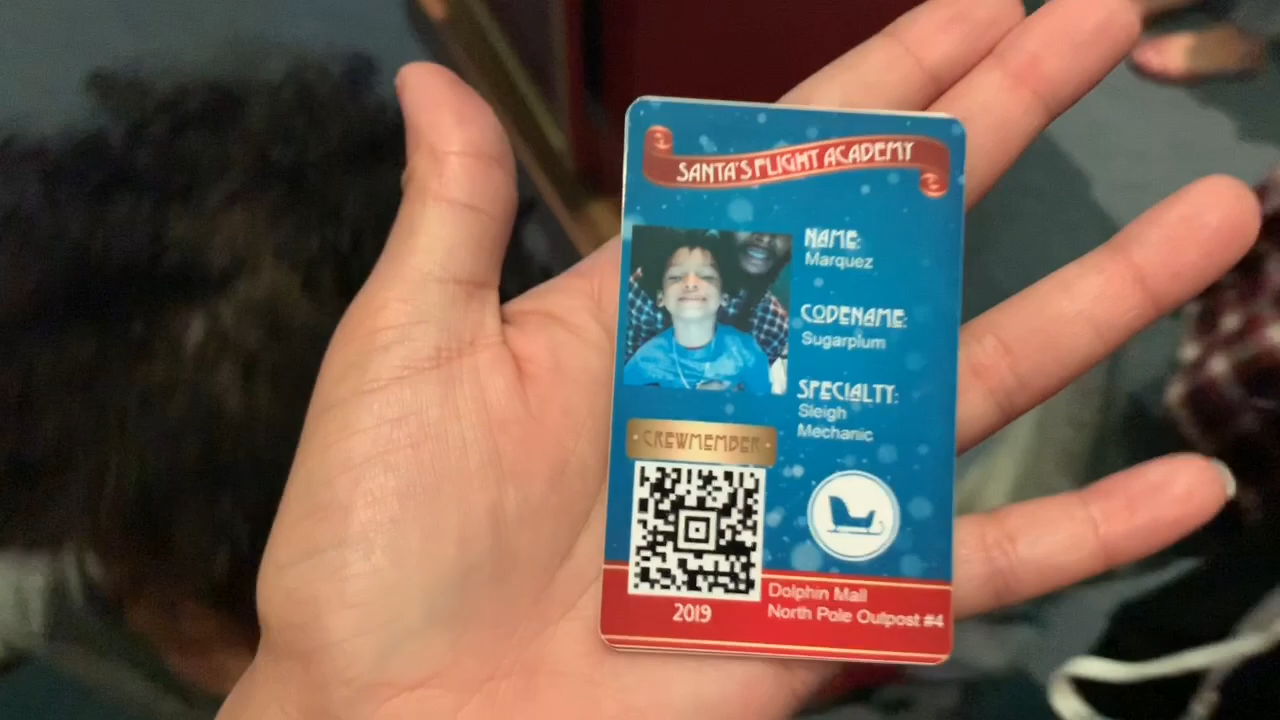 SANTA'S FLIGHT ACADEMY
NAME:
Marquez
CODENAME:
Sugarplum
SPECIALTY:
Sleigh
Mechanic
CREWMEMBER
2019
Dolphin Mall
North Pole Outpost #4